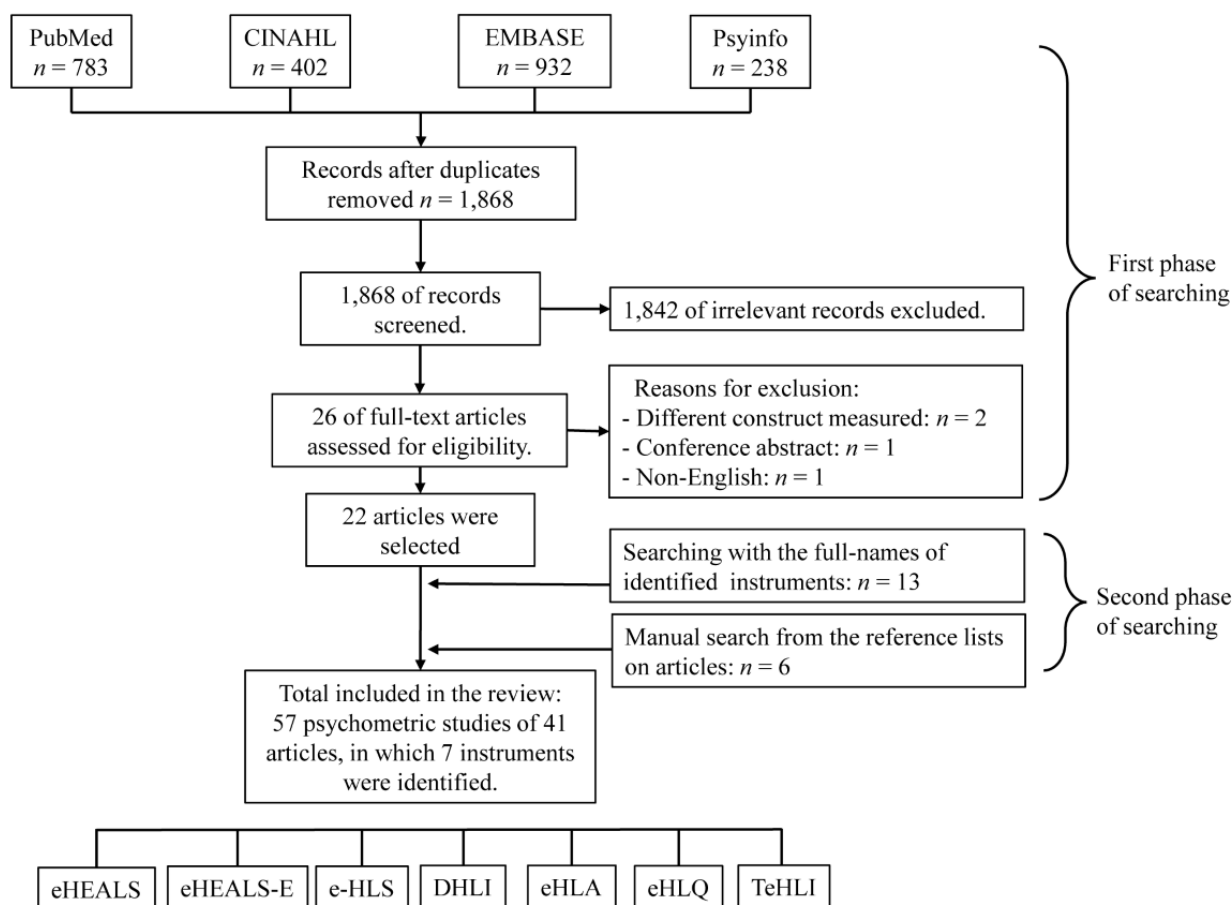 PubMed
n = 783
CINAHL
n = 402
EMBASE
n = 932
Psyinfo
n = 238
Records after duplicates
removed n = 1,868
1,868 of records
screened.
1,842 of irrelevant records excluded.
First phase
of searching
26 of full-text articles
assessed for eligibility.
Reasons for exclusion:
- Different construct measured: n = 2
- Conference abstract: n = 1
- Non-English: n = 1
22 articles were
selected
Searching with the full-names of
identified instruments: n = 13
Second phase
of searching
Manual search from the reference lists
on articles: n = 6
Total included in the review:
57 psychometric studies of 41
articles, in which 7 instruments
were identified.
eHEALS
eHEALS-E
e-HLS
DHLI
eHLA
eHLQ
TeHLI